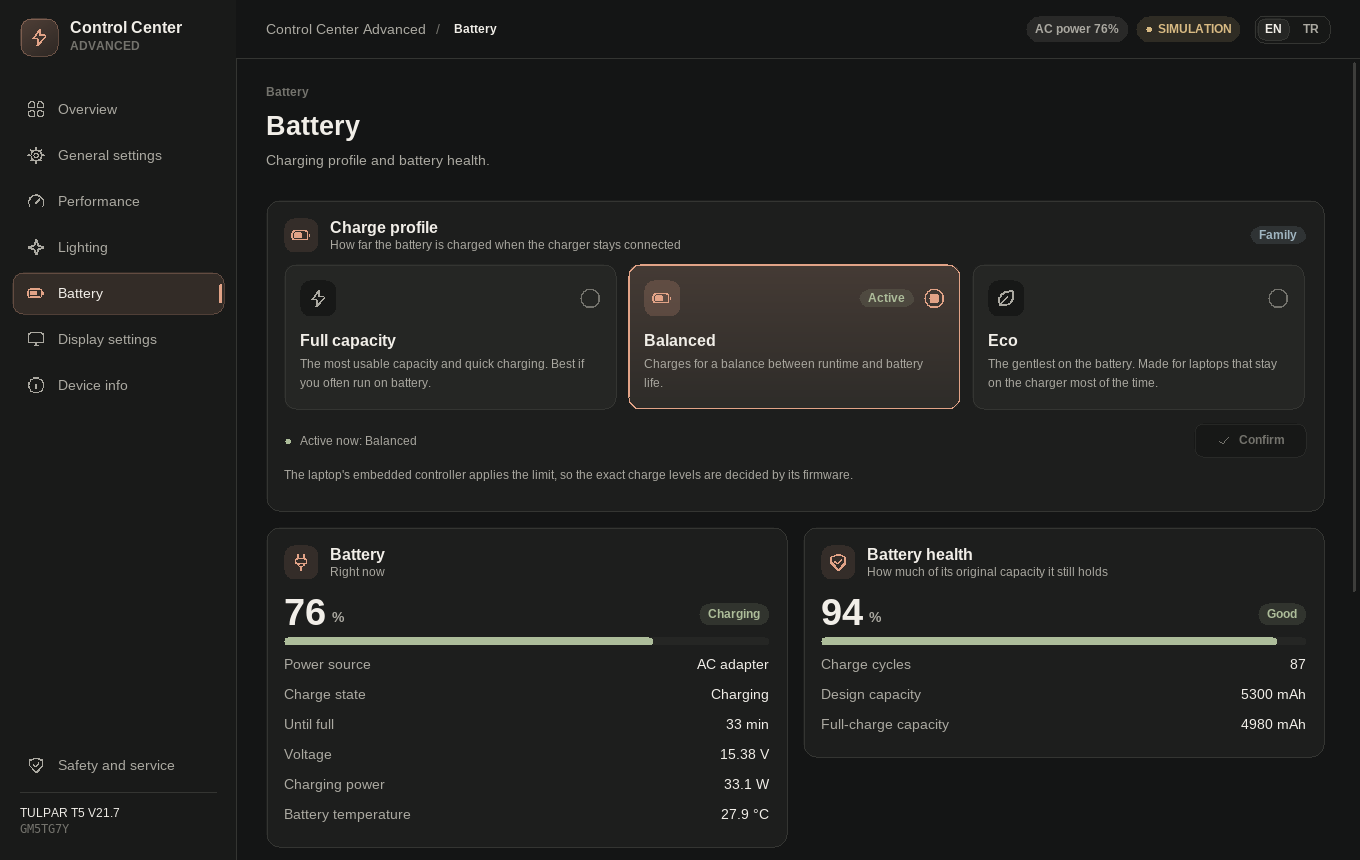 Control Center
ADVANCED
Overview
General settings
Performance
Lighting
Battery
Display settings
Device info
Safety and service
TULPAR T5 V21.7
GM5TG7Y
Control Center Advanced / Battery
AC power 76%
SIMULATION
EN TR
Battery
Battery
Charging profile and battery health.
Charge profile
How far the battery is charged when the charger stays connected
Family
Full capacity
The most usable capacity and quick charging. Best if
you often run on battery.
Active
Balanced
Charges for a balance between runtime and battery
life.
Eco
The gentlest on the battery. Made for laptops that stay
on the charger most of the time.
Active now: Balanced
Confirm
The laptop's embedded controller applies the limit, so the exact charge levels are decided by its firmware.
Battery
Right now
76 %
Charging
Power source AC adapter
Charge state Charging
Until full 33 min
Voltage 15.38 V
Charging power 33.1 W
Battery temperature 27.9 °C
Battery health
How much of its original capacity it still holds
94 %
Good
Charge cycles 87
Design capacity 5300 mAh
Full-charge capacity 4980 mAh